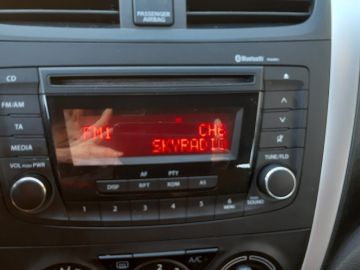 PASSENGER
AIRBAG
Bluetooth
CD
FM/AM
TA
MEDIA
VOL PUSH PWR
FM1 CH6
SKYRADIO
AF PTY
DISP RPT RDM AS
TUNE/FLD
1 2 3 4 5 6
MENU
SOUND
A/C